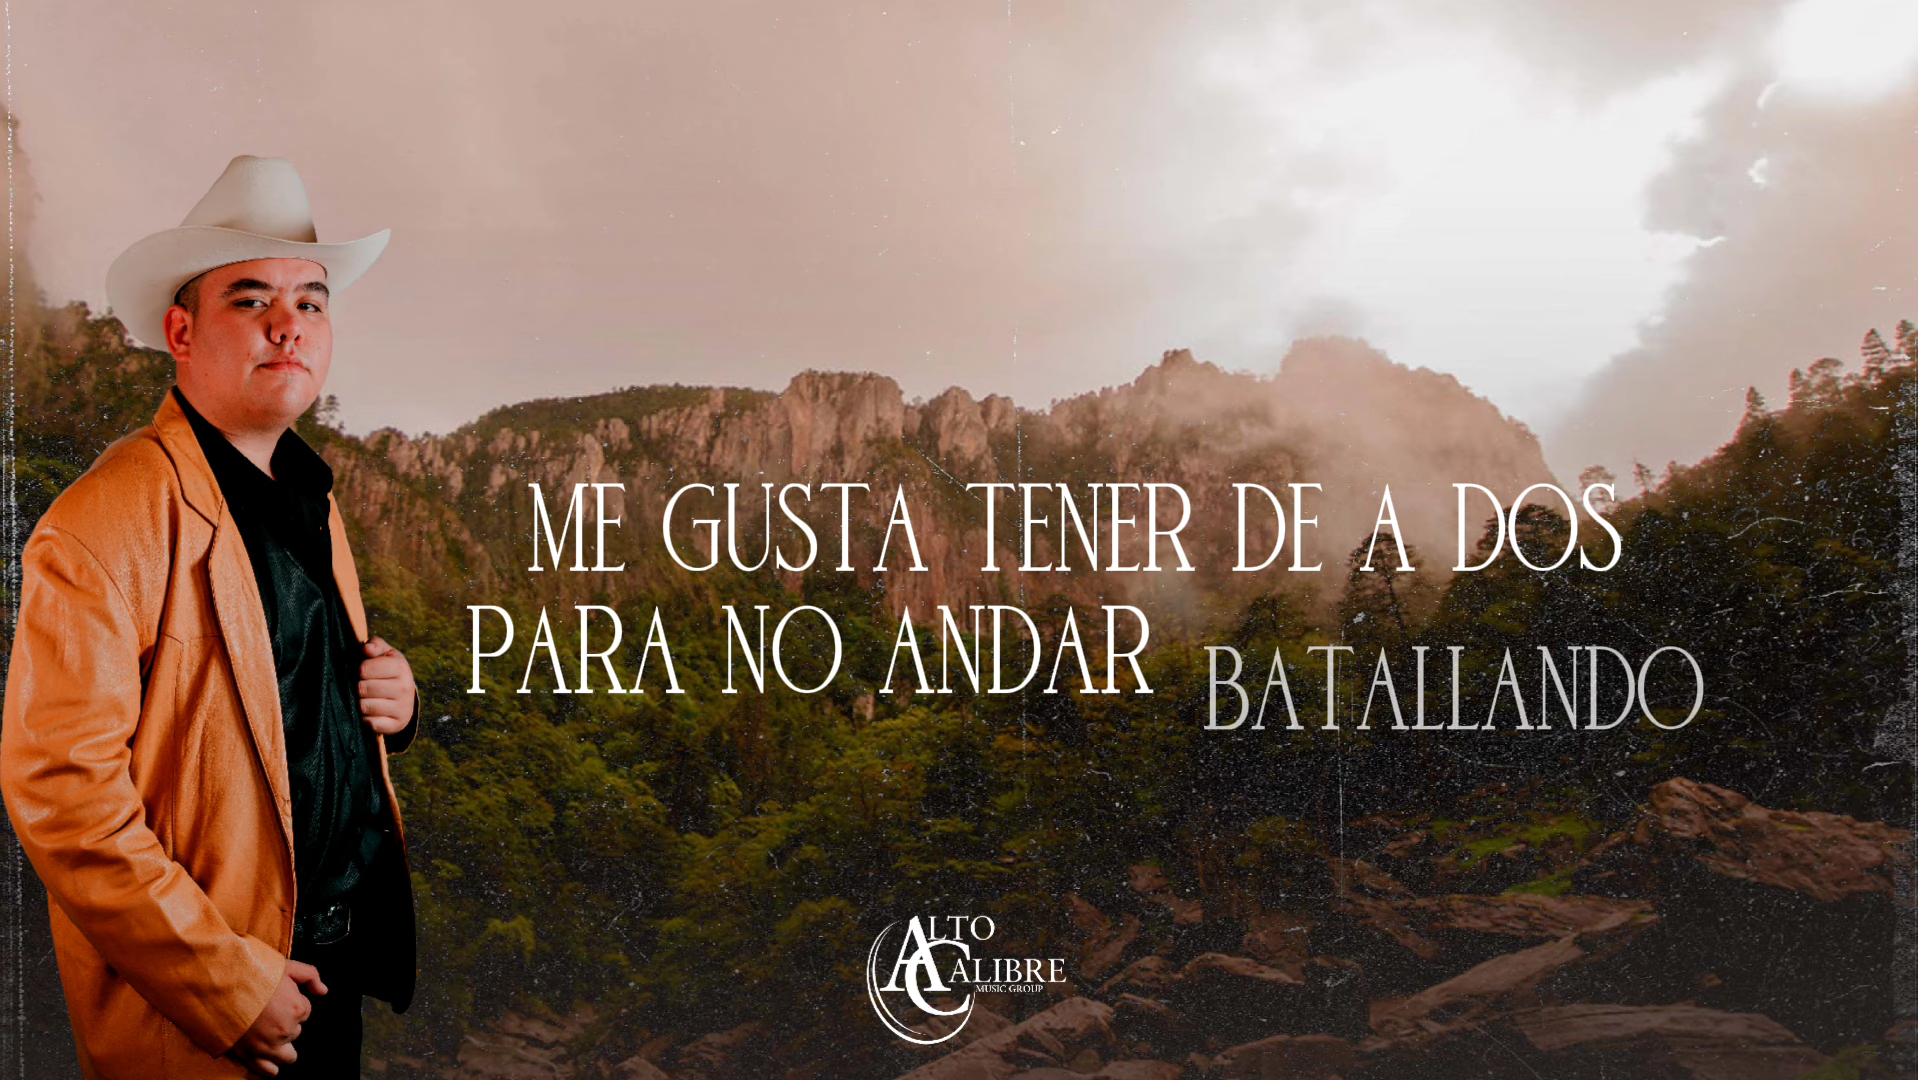 ME GUSTA TENER DE A DOS
PARA NO ANDAR BATALLANDO
ALTO
CALIBRE
MUSIC GROUP